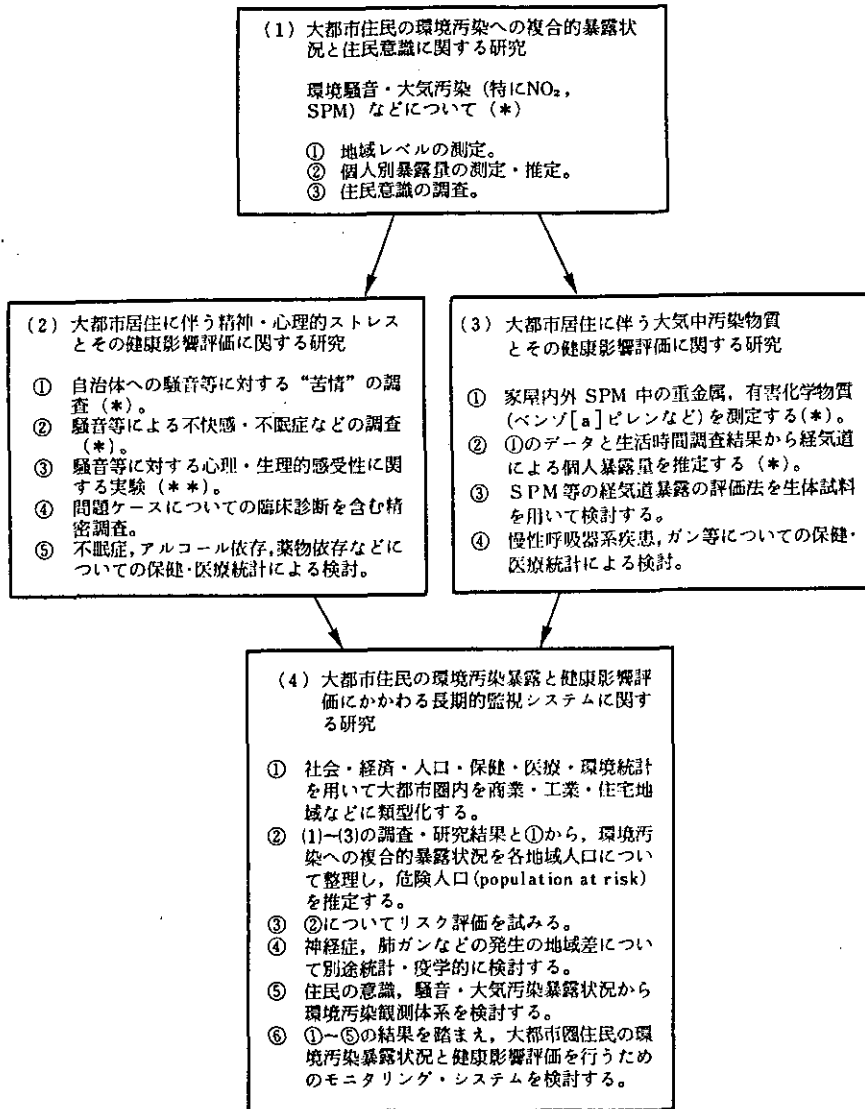 (1) 大都市住民の環境汚染への複合的暴露状
況と住民意識に関する研究
環境騒音・大気汚染（特にNO₂，
SPM）などについて（*）
① 地域レベルの測定。
② 個人別暴露量の測定・推定。
③ 住民意識の調査。
(2) 大都市居住に伴う精神・心理的ストレス
とその健康影響評価に関する研究
① 自治体への騒音等に対する“苦情”の調
査（*）。
② 騒音等による不快感・不眠症などの調査
（*）。
③ 騒音等に対する心理・生理的感受性に関
する実験（**）。
④ 問題ケースについての臨床診断を含む精
密調査。
⑤ 不眠症，アルコール依存，薬物依存などに
ついての保健・医療統計による検討。
(3) 大都市居住に伴う大気中汚染物質
とその健康影響評価に関する研究
① 家屋内外 SPM 中の重金属，有害化学物質
（ベンゾ[a]ピレンなど）を測定する（*）。
② ①のデータと生活時間調査結果から経気道
による個人暴露量を推定する（*）。
③ SPM等の経気道暴露の評価法を生体試料
を用いて検討する。
④ 慢性呼吸器系疾患，ガン等についての保健・
医療統計による検討。
(4) 大都市住民の環境汚染暴露と健康影響評
価にかかわる長期的監視システムに関す
る研究
① 社会・経済・人口・保健・医療・環境統計
を用いて大都市圏内を商業・工業・住宅地
域などに類型化する。
② (1)~(3)の調査・研究結果と①から，環境汚
染への複合的暴露状況を各地域人口につい
て整理し，危険人口(population at risk)
を推定する。
③ ②についてリスク評価を試みる。
④ 神経症，肺ガンなどの発生の地域差につい
て別途統計・疫学的に検討する。
⑤ 住民の意識，騒音・大気汚染暴露状況から
環境汚染観測体系を検討する。
⑥ ①~⑤の結果を踏まえ，大都市圏住民の環
境汚染暴露状況と健康影響評価を行うため
のモニタリング・システムを検討する。